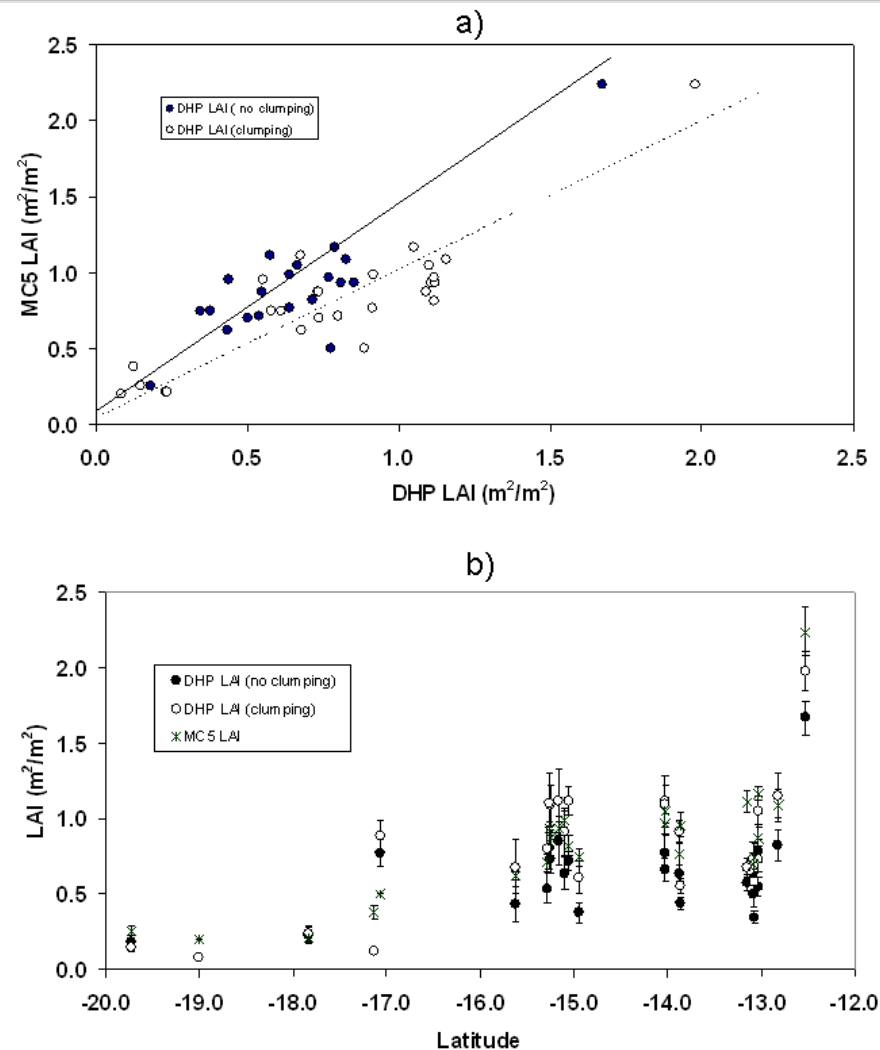 a)
2.5
2.0
1.5
1.0
0.5
0.0
MC5 LAI (m²/m²)
DHP LAI ( no clumping)
DHP LAI (clumping)
0.0 0.5 1.0 1.5 2.0 2.5
DHP LAI (m²/m²)
b)
2.5
2.0
1.5
1.0
0.5
0.0
LAI (m²/m²)
DHP LAI (no clumping)
DHP LAI (clumping)
MC5 LAI
-20.0 -19.0 -18.0 -17.0 -16.0 -15.0 -14.0 -13.0 -12.0
Latitude